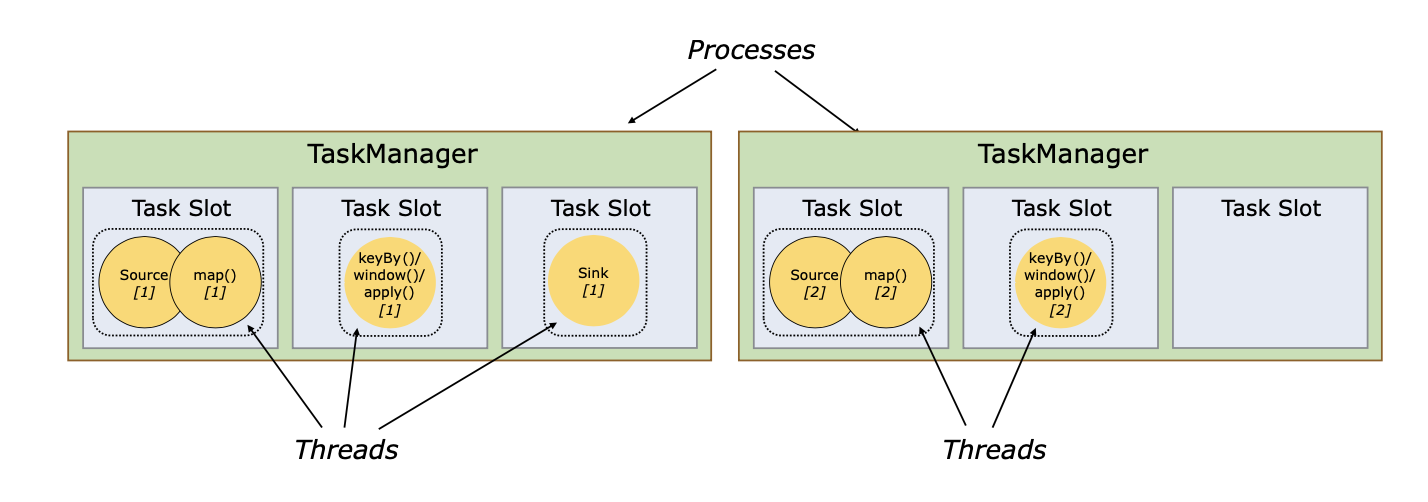 Processes
TaskManager
Task Slot
Task Slot
Task Slot
Source
[1]
map()
[1]
keyBy()/
window()/
apply()
[1]
Sink
[1]
TaskManager
Task Slot
Task Slot
Task Slot
Source
[2]
map()
[2]
keyBy()/
window()/
apply()
[2]
Threads
Threads